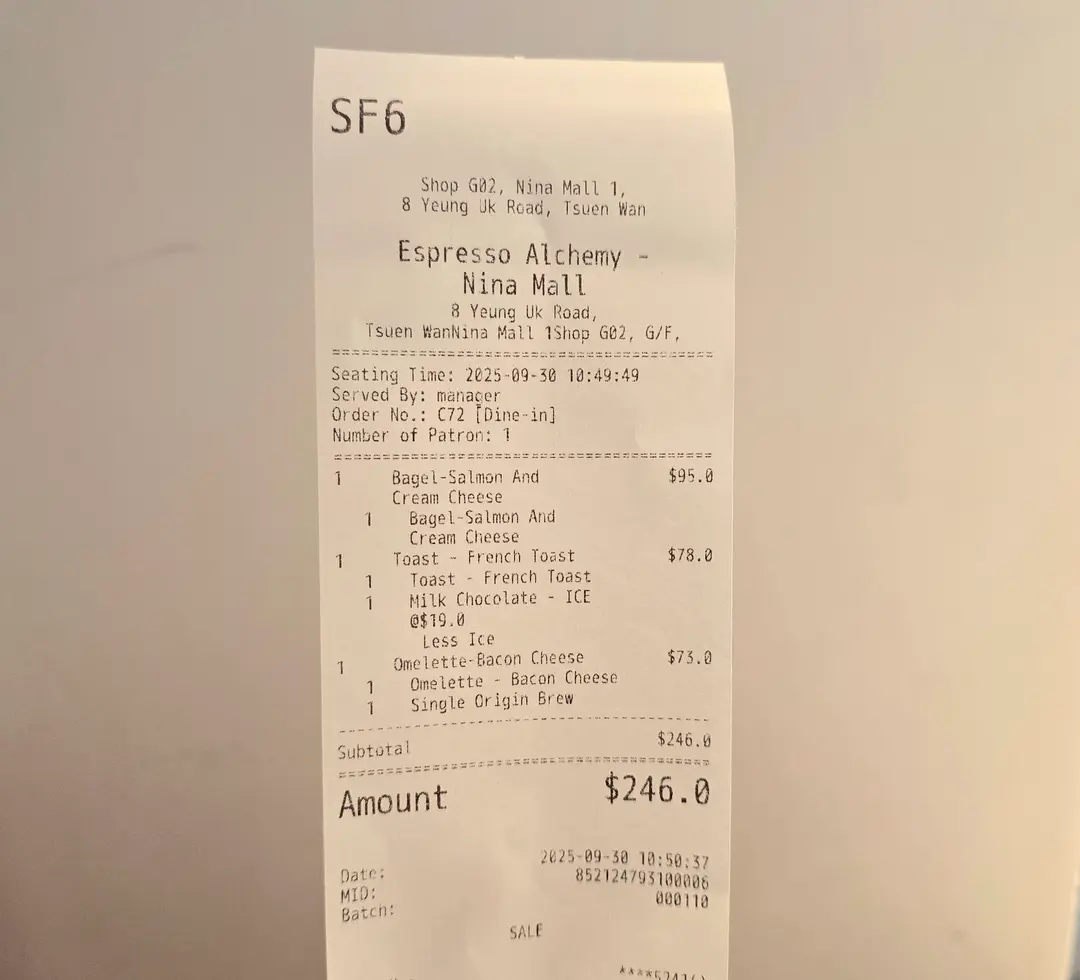 SF6
Shop G02, Nina Mall 1,
8 Yeung Uk Road, Tsuen Wan
Espresso Alchemy -
Nina Mall
8 Yeung Uk Road,
Tsuen WanNina Mall 1Shop G02, G/F,
Seating Time: 2025-09-30 10:49:49
Served By: manager
Order No.: C72 [Dine-in]
Number of Patron: 1
1 Bagel-Salmon And $95.0
Cream Cheese
1 Bagel-Salmon And
Cream Cheese
1 Toast - French Toast $78.0
1 Toast - French Toast
1 Milk Chocolate - ICE
@$19.0
Less Ice
1 Omelette-Bacon Cheese $73.0
1 Omelette - Bacon Cheese
1 Single Origin Brew
Subtotal $246.0
Amount $246.0
Date: 2025-09-30 10:50:37
MID: 852124793100006
Batch: 000110
SALE